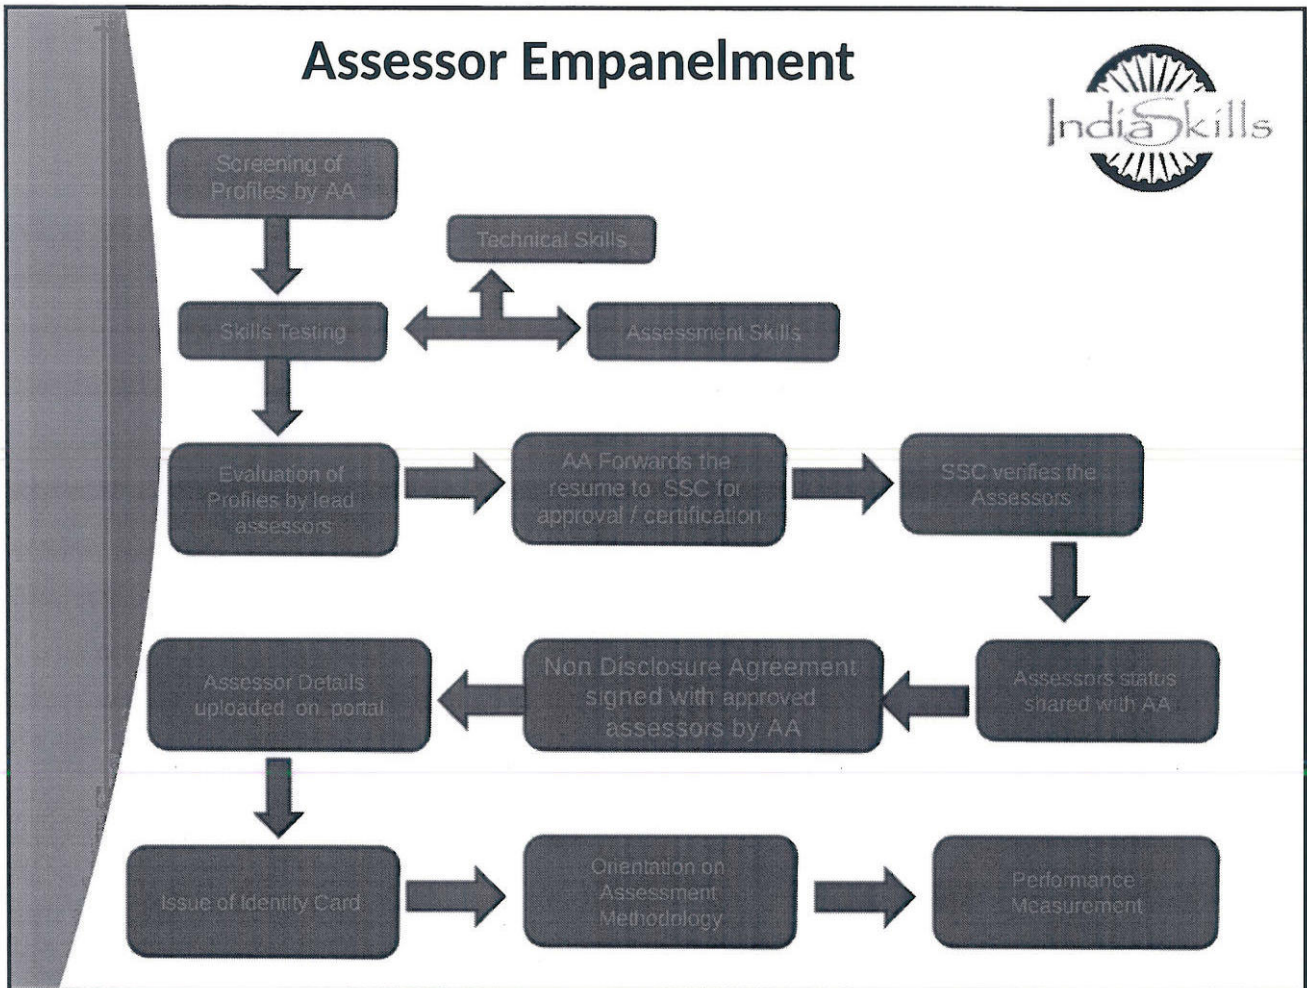 Assessor Empanelment
IndiaSkills
Screening of
Profiles by AA
Technical Skills
Skills Testing
Assessment Skills
Evaluation of
Profiles by lead
assessors
AA Forwards the
resume to SSC for
approval / certification
SSC verifies the
Assessors
Assessor Details
uploaded on portal
Non Disclosure Agreement
signed with approved
assessors by AA
Assessors status
shared with AA
Issue of Identity Card
Orientation on
Assessment
Methodology
Performance
Measurement